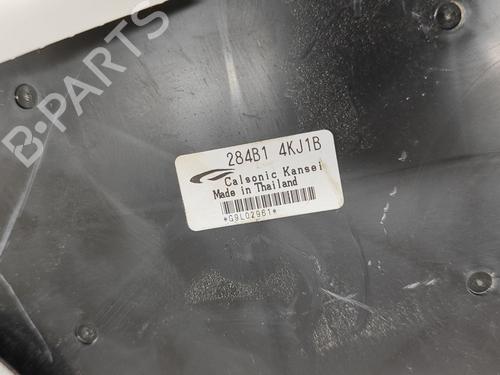 B-PARTS
284B1 4KJ1B
Calsonic Kansei
Made in Thailand
*G9L02961*